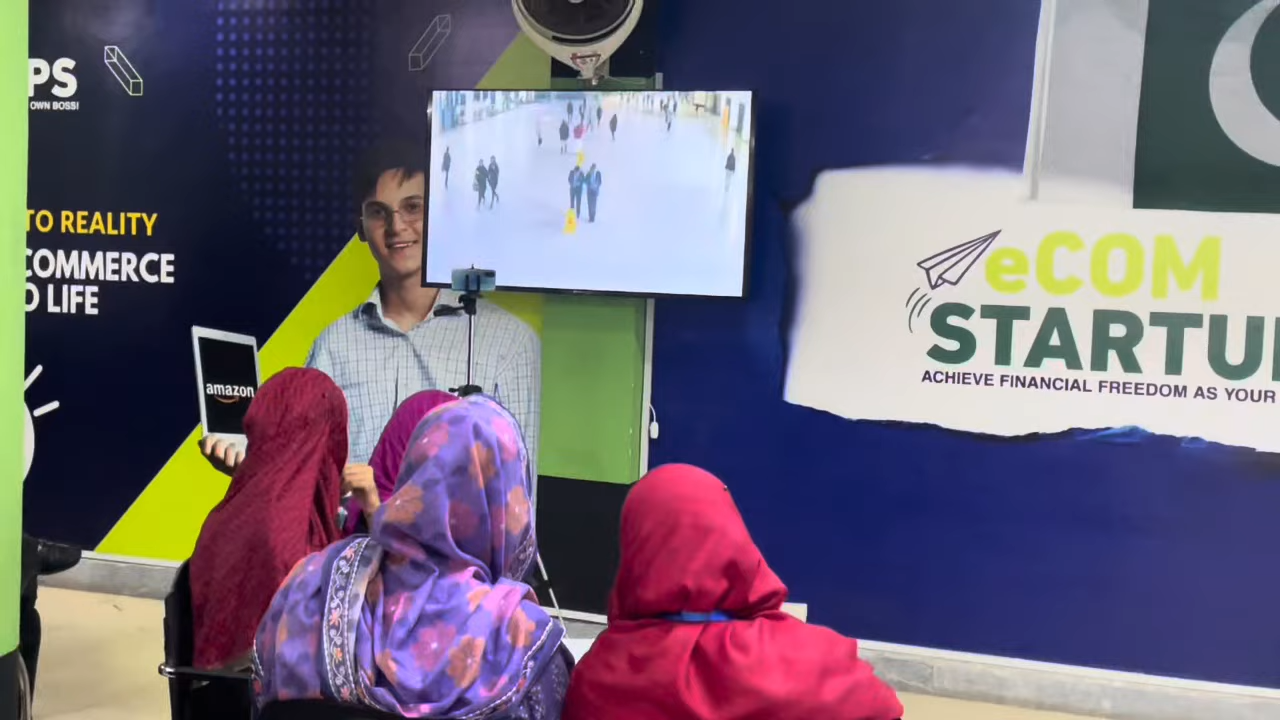 PS
OWN BOSS!
TO REALITY
COMMERCE
O LIFE
amazon
eCOM
STARTU
ACHIEVE FINANCIAL FREEDOM AS YOUR